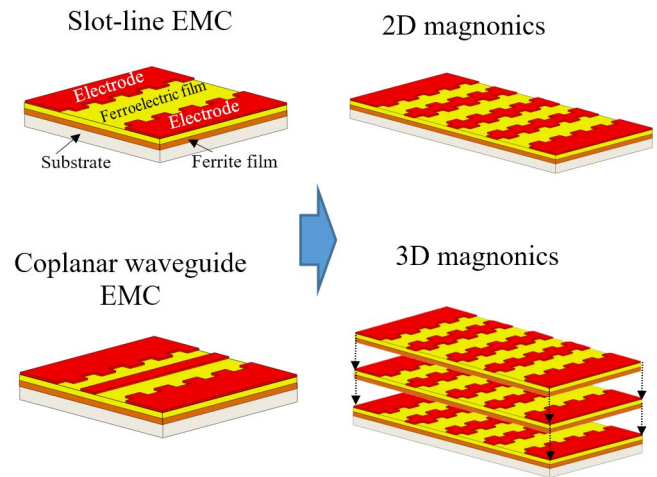 Slot-line EMC
Electrode
Ferroelectric film
Electrode
Substrate
Ferrite film
2D magnonics
Coplanar waveguide
EMC
3D magnonics